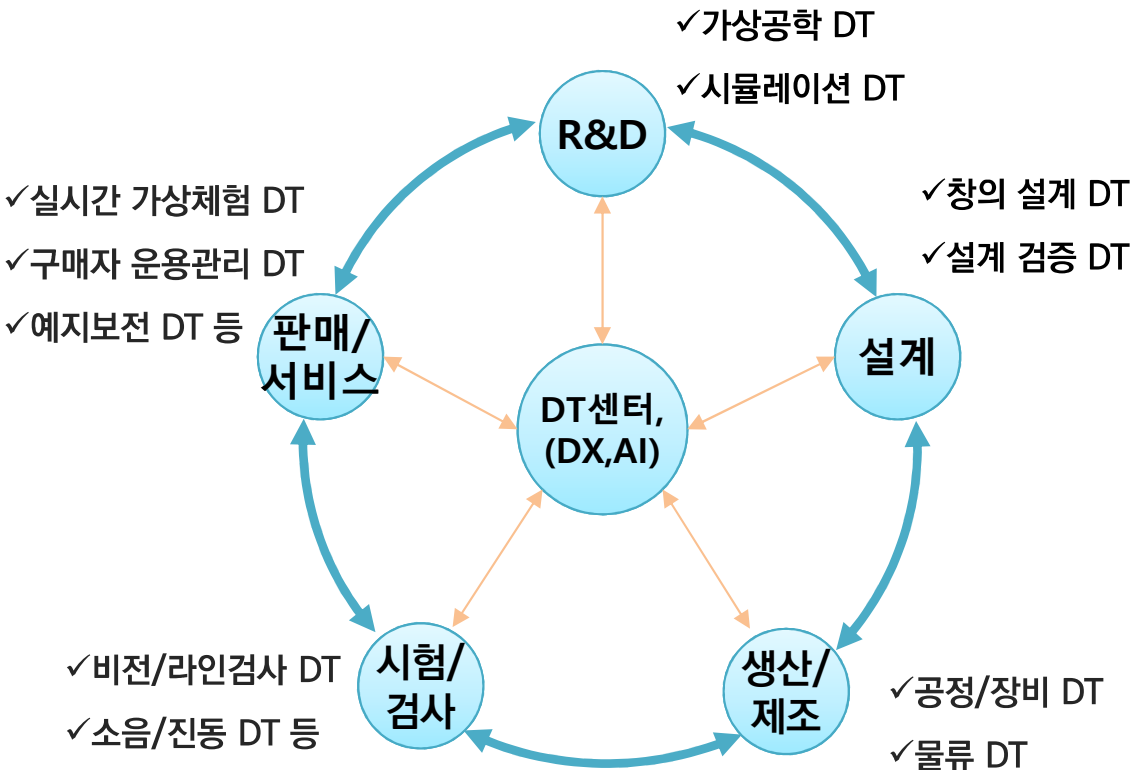 ✓가상공학 DT
✓시뮬레이션 DT
R&D
✓실시간 가상체험 DT
✓구매자 운용관리 DT
✓예지보전 DT 등
✓창의 설계 DT
✓설계 검증 DT
판매/
서비스
설계
DT센터,
(DX,AI)
✓비전/라인검사 DT
✓소음/진동 DT 등
시험/
검사
생산/
제조
✓공정/장비 DT
✓물류 DT